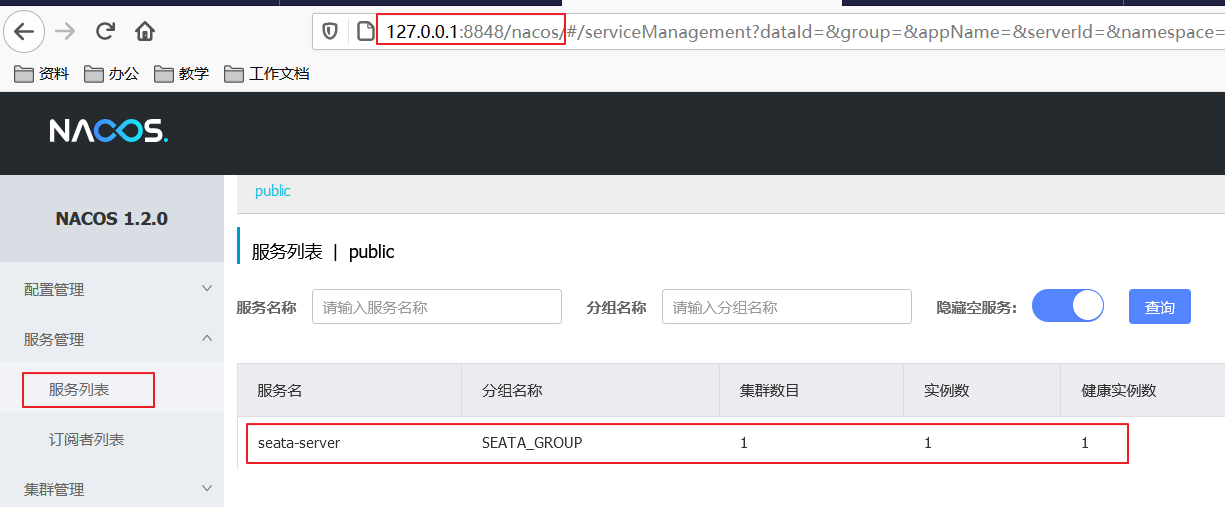 127.0.0.1:8848/nacos/#/serviceManagement?dataId=&group=&appName=&serverId=&namespace=
资料 办公 教学 工作文档
NACOS.
public
NACOS 1.2.0
服务列表 | public
配置管理
服务名称 请输入服务名称 分组名称 请输入分组名称 隐藏空服务: 查询
服务管理
服务列表
服务名 分组名称 集群数目 实例数 健康实例数
订阅者列表
seata-server SEATA_GROUP 1 1 1
集群管理